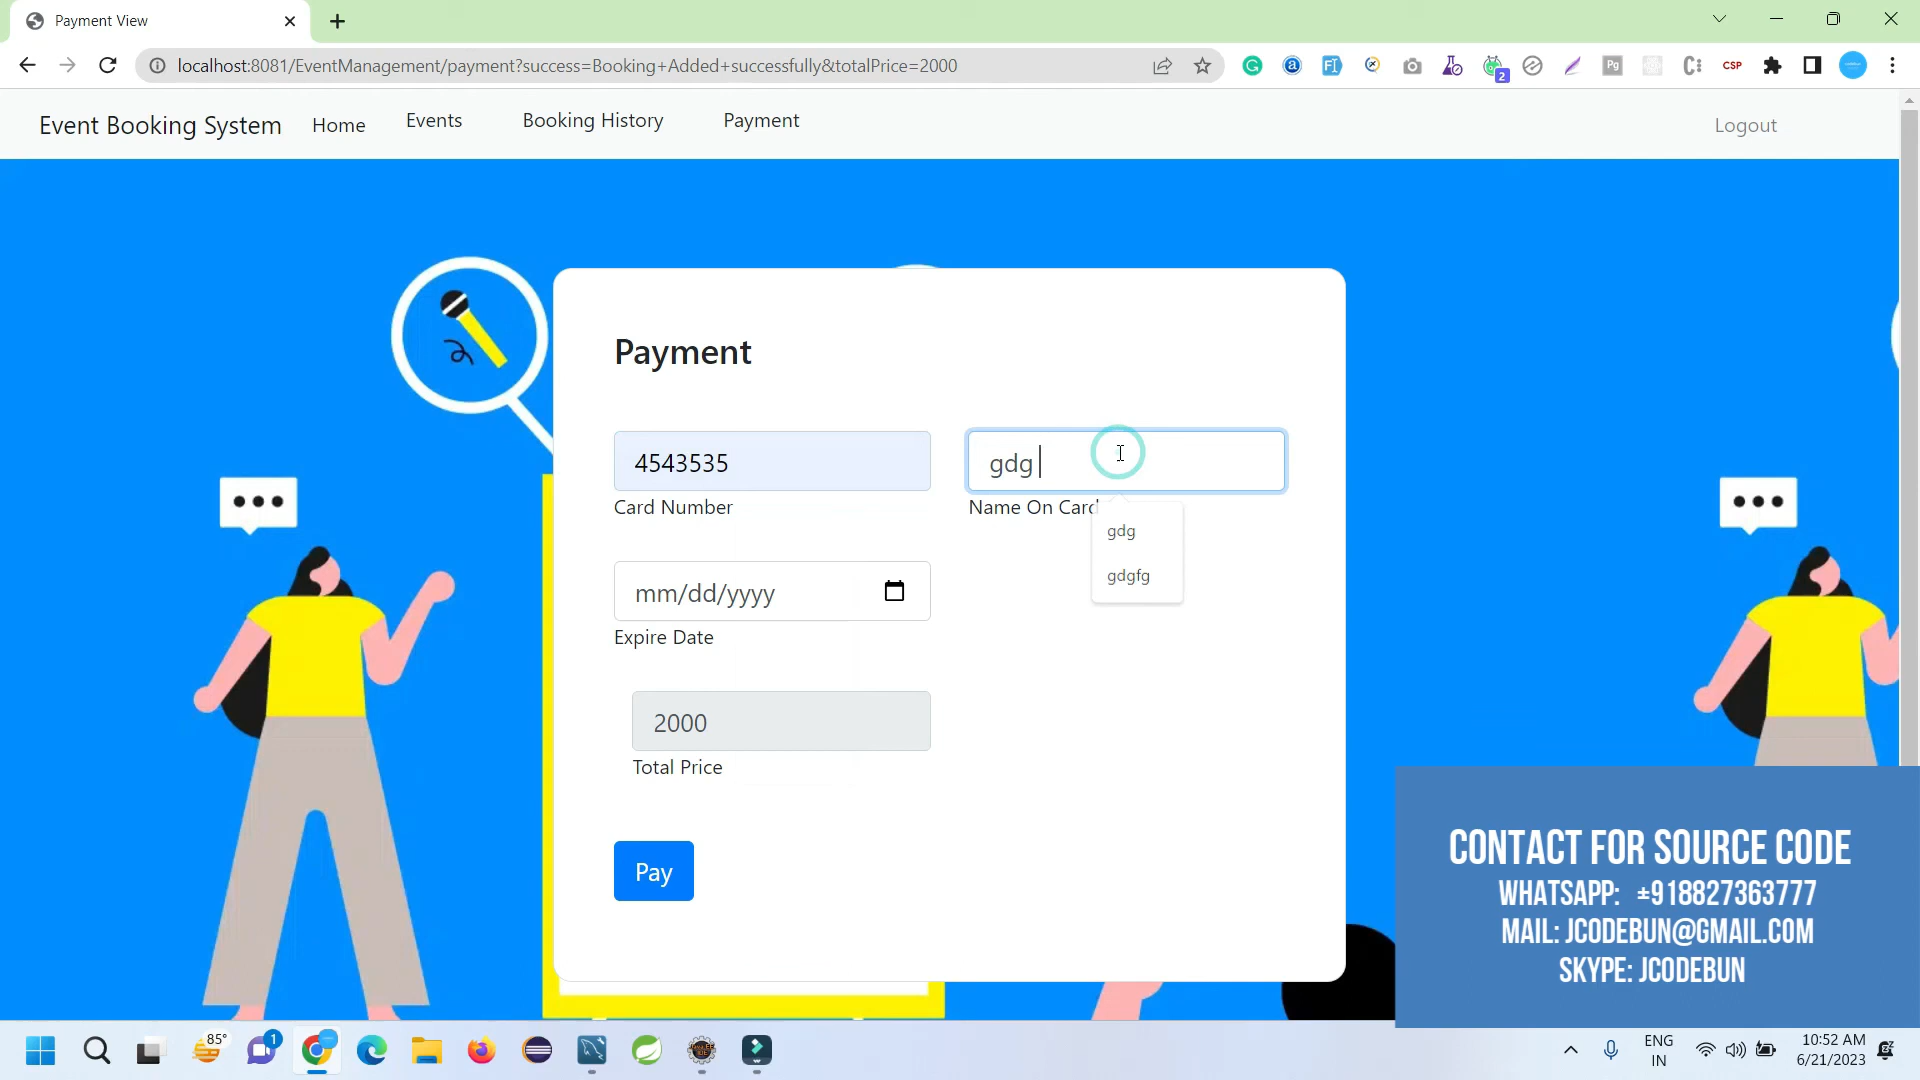 Payment View
localhost:8081/EventManagement/payment?success=Booking+Added+successfully&totalPrice=2000
2
CSP
Event Booking System Home Events Booking History Payment Logout
Payment
4543535 gdg
Card Number Name On Card
gdg
gdgfg
mm/dd/yyyy
Expire Date
2000
Total Price
Pay
CONTACT FOR SOURCE CODE
WHATSAPP: ±918827363777
MAIL: JCODEBUN@GMAIL.COM
SKYPE: JCODEBUN
85°
1
ENG
IN
10:52 AM
6/21/2023